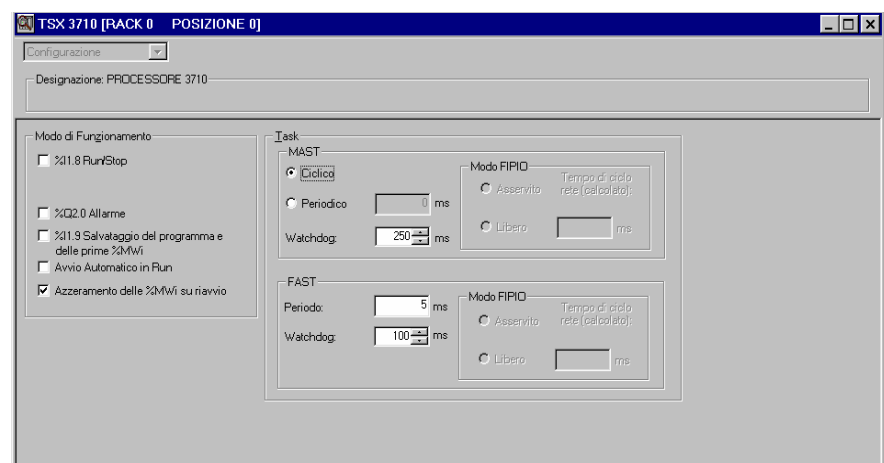 TSX 3710 [RACK 0 POSIZIONE 0]
Configurazione
Designazione: PROCESSORE 3710
Modo di Funzionamento
%I1.8 Run/Stop
%Q2.0 Allarme
%I1.9 Salvataggio del programma e
delle prime %MWi
Avvio Automatico in Run
Azzeramento delle %MWi su riavvio
Task
MAST
Ciclico
Periodico 0 ms
Watchdog: 250 ms
Modo FIPIO
Asservito
Tempo di ciclo
rete (calcolato):
Libero ms
FAST
Periodo: 5 ms
Watchdog: 100 ms
Modo FIPIO
Asservito
Tempo di ciclo
rete (calcolato):
Libero ms